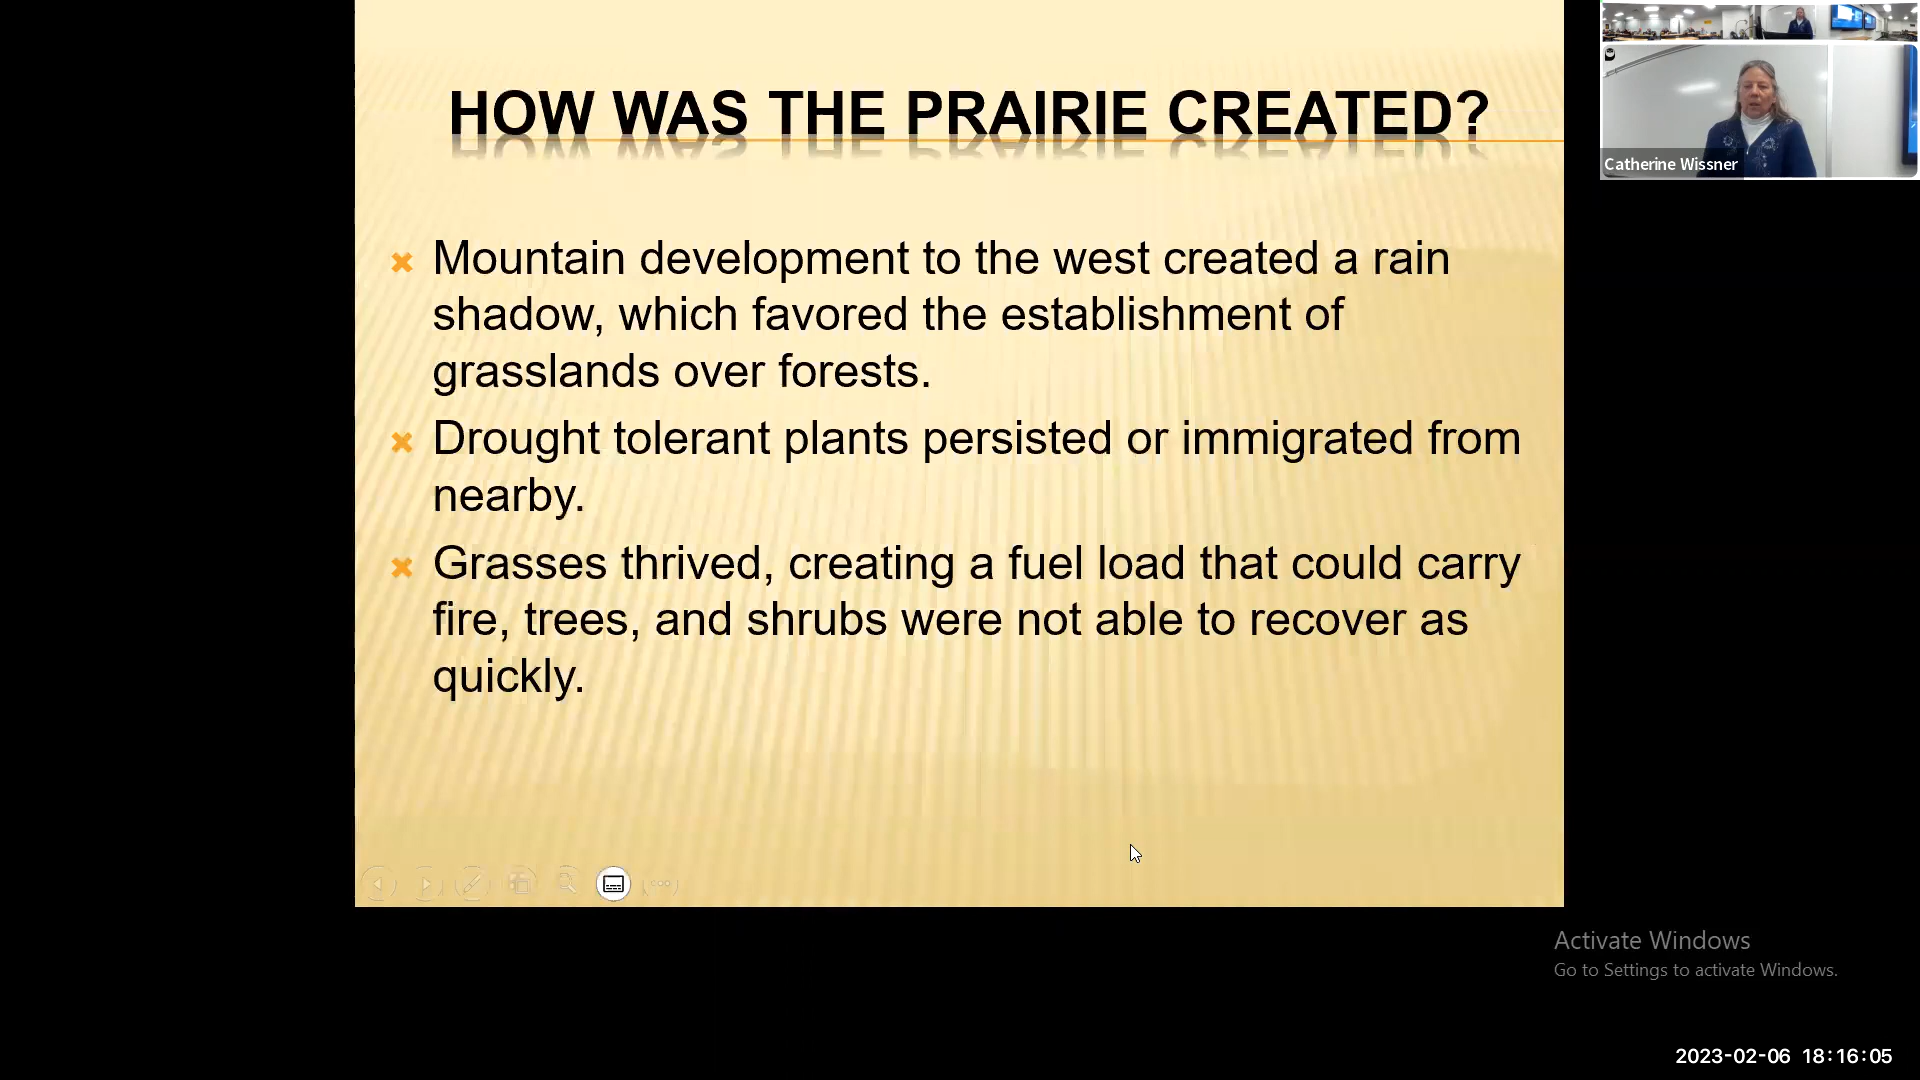 HOW WAS THE PRAIRIE CREATED?
Mountain development to the west created a rain
shadow, which favored the establishment of
grasslands over forests.
Drought tolerant plants persisted or immigrated from
nearby.
Grasses thrived, creating a fuel load that could carry
fire, trees, and shrubs were not able to recover as
quickly.
Catherine Wissner
Activate Windows
Go to Settings to activate Windows.
2023-02-06 18:16:05